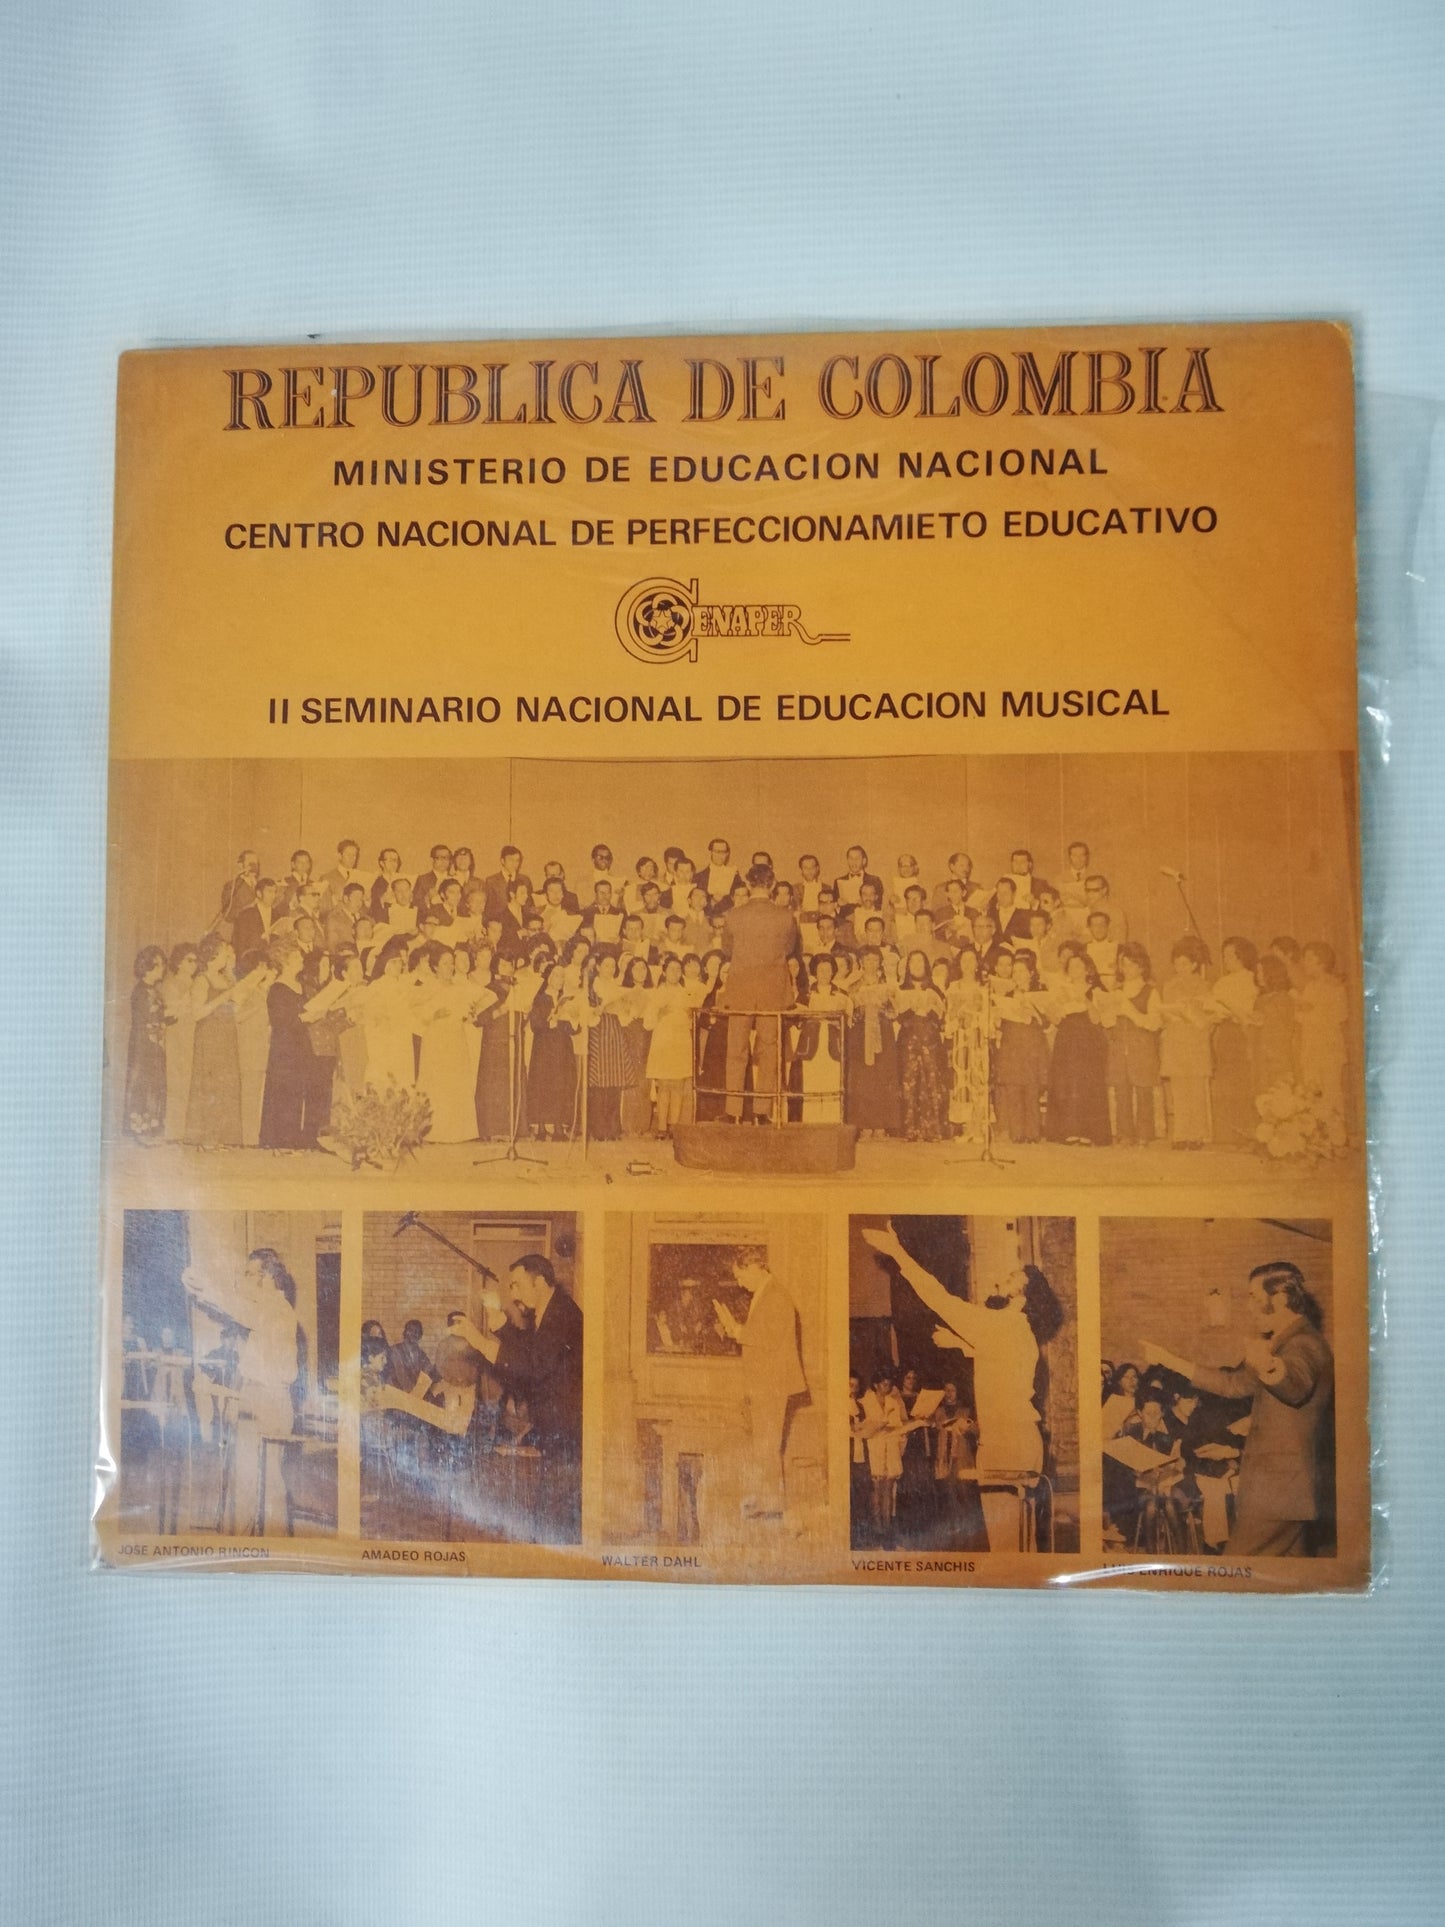 REPUBLICA DE COLOMBIA
MINISTERIO DE EDUCACION NACIONAL
CENTRO NACIONAL DE PERFECCIONAMIETO EDUCATIVO
CENAPER
II SEMINARIO NACIONAL DE EDUCACION MUSICAL
JOSE ANTONIO RINCON
AMADEO ROJAS
WALTER DAHL
VICENTE SANCHIS
LUIS ENRIQUE ROJAS